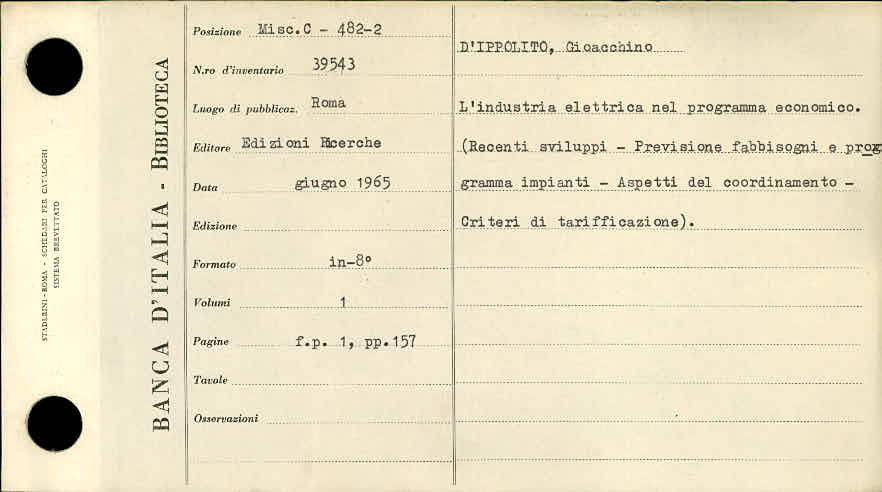 STADERINI-ROMA - SCHEDARI PER CATALOGHI
SISTEMA BREVETTATO
BANCA D'ITALIA - BIBLIOTECA
Posizione Misc.C - 482-2
N.ro d'inventario 39543
Luogo di pubblicaz. Roma
Editore Edizioni Ricerche
Data giugno 1965
Edizione
Formato in-8°
Volumi 1
Pagine f.p. 1, pp.157
Tavole
Osservazioni
D'IPPOLITO, Gioacchino
L'industria elettrica nel programma economico.
(Recenti sviluppi - Previsione fabbisogni e prog
gramma impianti - Aspetti del coordinamento -
Criteri di tarifficazione).